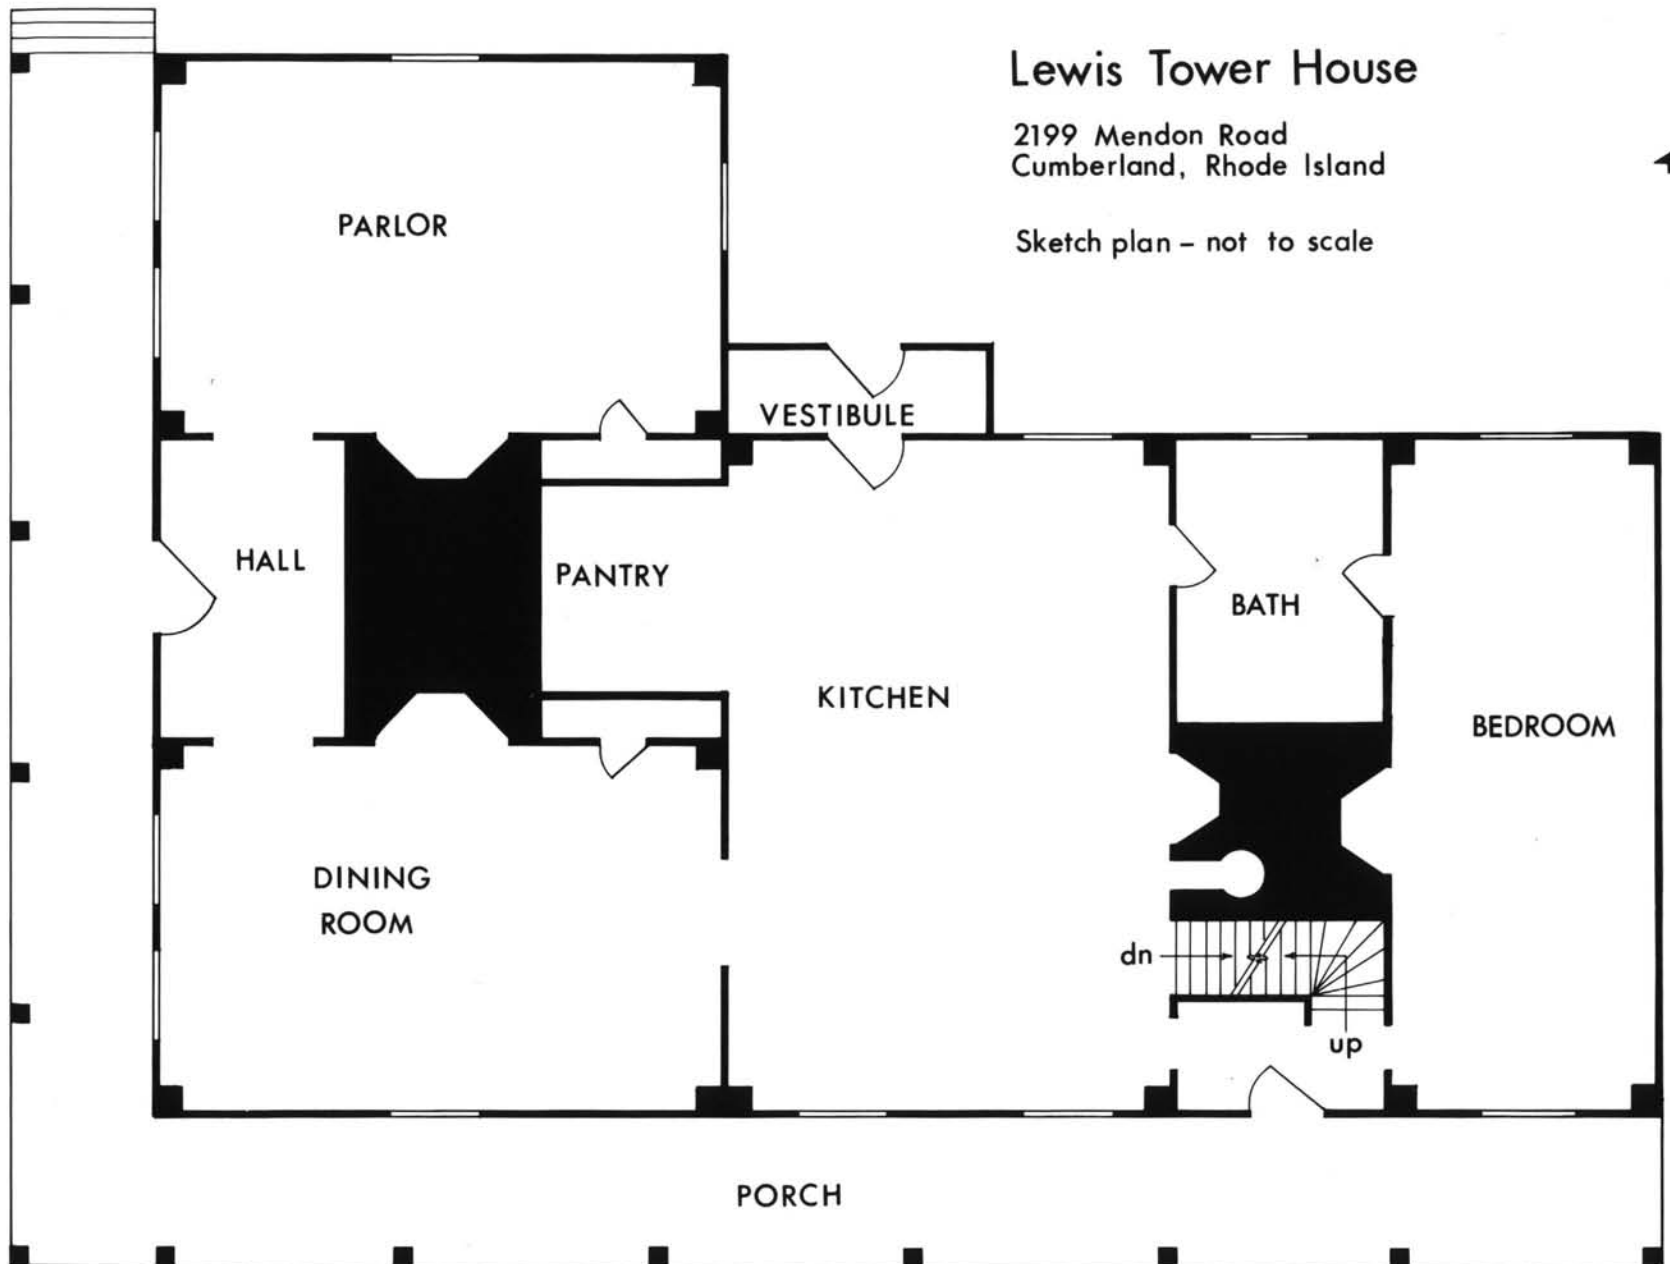 Lewis Tower House
2199 Mendon Road
Cumberland, Rhode Island
Sketch plan – not to scale
PARLOR
VESTIBULE
HALL
PANTRY
BATH
KITCHEN
BEDROOM
DINING
ROOM
dn
up
PORCH